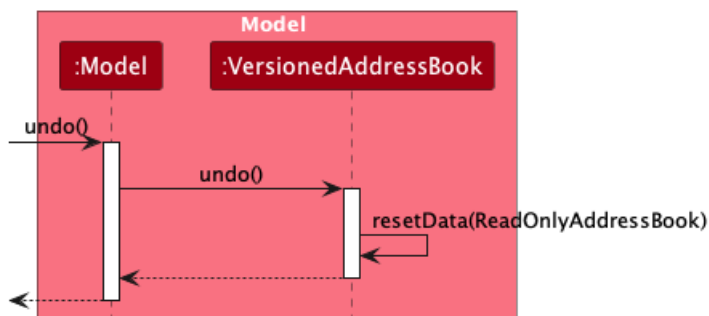 Model
:Model
:VersionedAddressBook
undo()
undo()
resetData(ReadOnlyAddressBook)